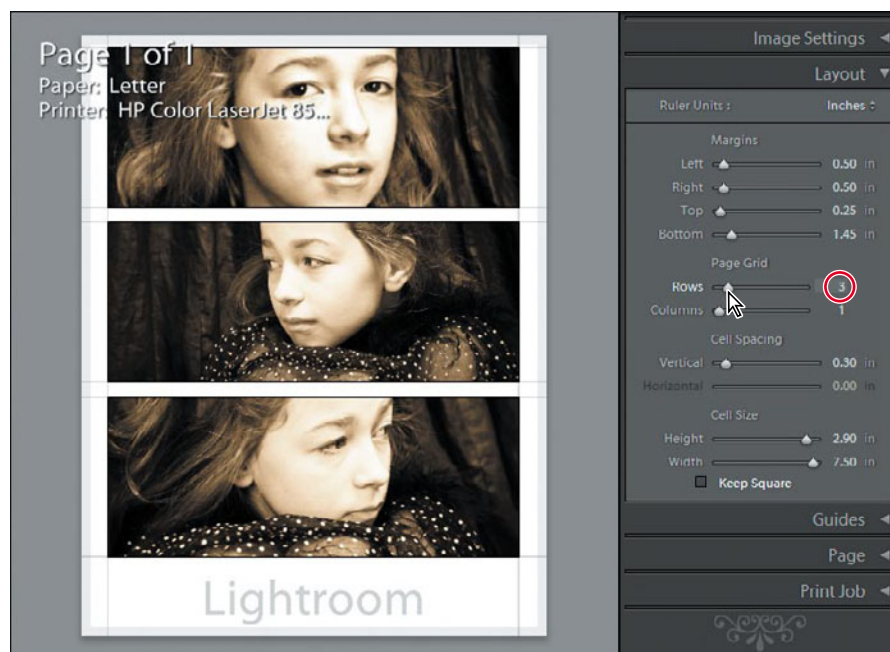 Page 1 of 1
Paper: Letter
Printer: HP Color LaserJet 85...
Lightroom
Image Settings
Layout
Ruler Units : Inches
Margins
Left 0.50 in
Right 0.50 in
Top 0.25 in
Bottom 1.45 in
Page Grid
Rows 3
Columns 1
Cell Spacing
Vertical 0.30 in
Horizontal 0.00 in
Cell Size
Height 2.90 in
Width 7.50 in
Keep Square
Guides
Page
Print Job